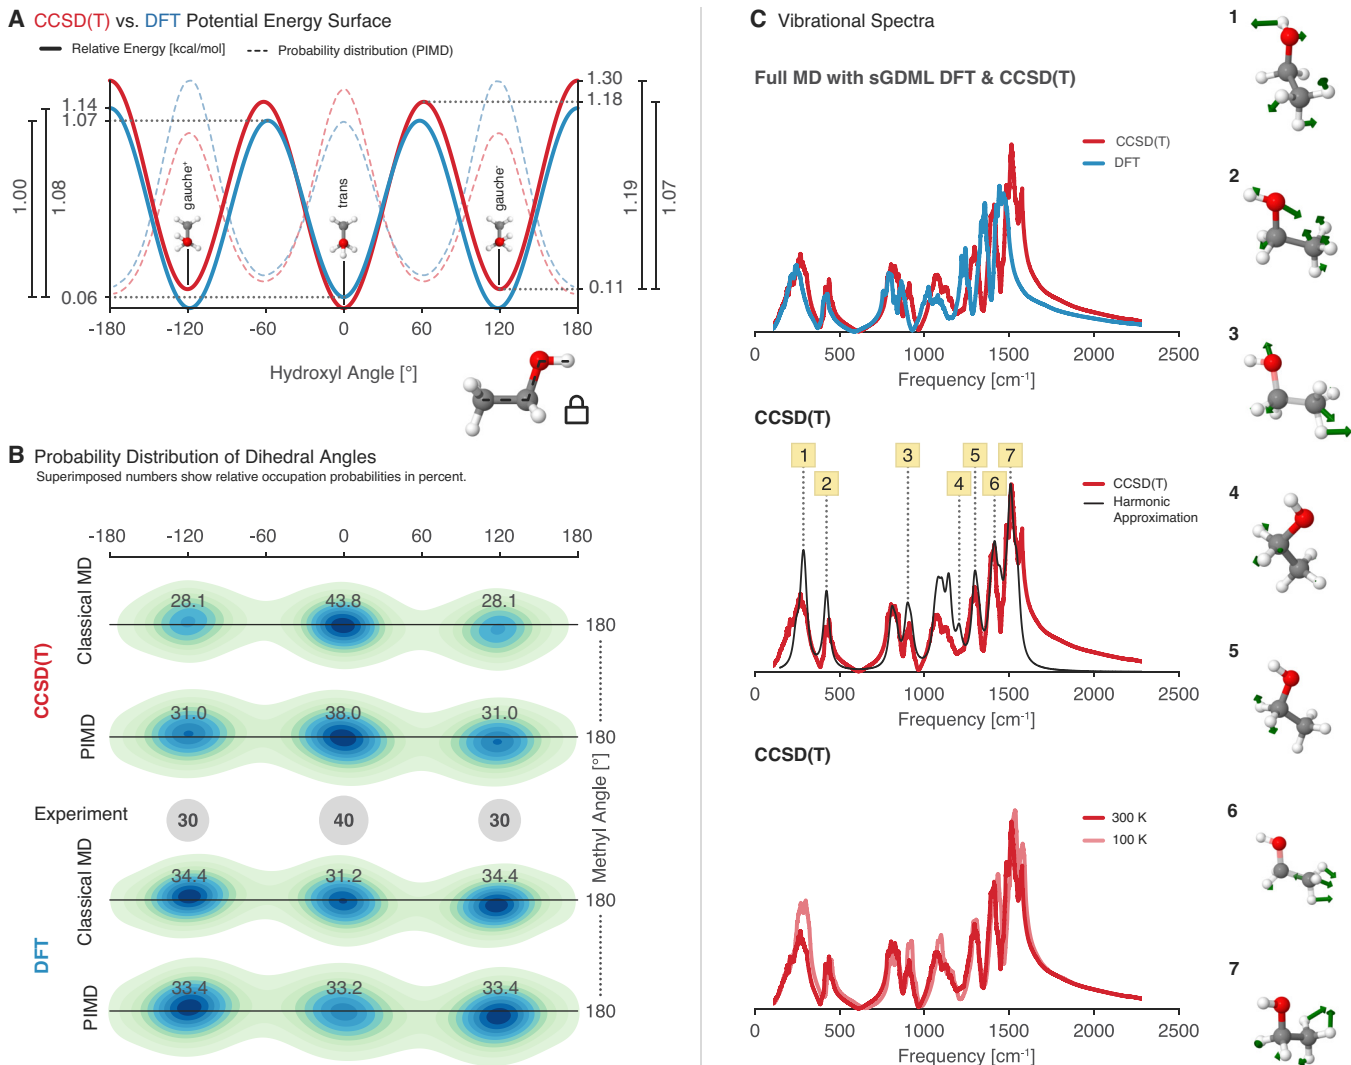 A CCSD(T) vs. DFT Potential Energy Surface
Relative Energy [kcal/mol]
Probability distribution (PIMD)
1.00
1.08
1.14
1.07
0.06
gauche⁺
trans
gauche⁻
1.30
1.18
0.11
1.19
1.07
-180 -120 -60 0 60 120 180
Hydroxyl Angle [°]
B Probability Distribution of Dihedral Angles
Superimposed numbers show relative occupation probabilities in percent.
-180 -120 -60 0 60 120 180
CCSD(T)
Classical MD
28.1 43.8 28.1
180
PIMD
31.0 38.0 31.0
180
Experiment
30 40 30
Methyl Angle [°]
DFT
Classical MD
34.4 31.2 34.4
180
PIMD
33.4 33.2 33.4
180
C Vibrational Spectra
Full MD with sGDML DFT & CCSD(T)
CCSD(T)
DFT
0 500 1000 1500 2000 2500
Frequency [cm⁻¹]
CCSD(T)
1 2 3 4 5 6 7
CCSD(T)
Harmonic
Approximation
0 500 1000 1500 2000 2500
Frequency [cm⁻¹]
CCSD(T)
300 K
100 K
0 500 1000 1500 2000 2500
Frequency [cm⁻¹]
1
2
3
4
5
6
7